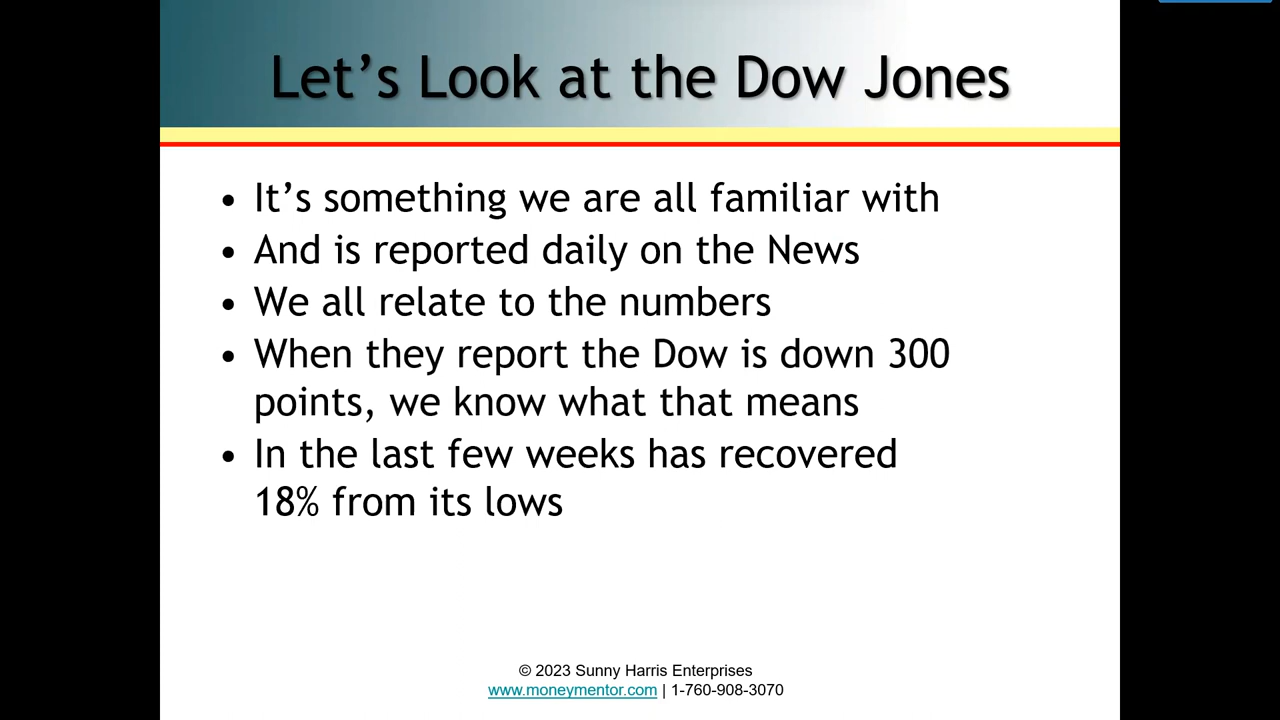 Let’s Look at the Dow Jones
• It’s something we are all familiar with
• And is reported daily on the News
• We all relate to the numbers
• When they report the Dow is down 300
points, we know what that means
• In the last few weeks has recovered
18% from its lows
© 2023 Sunny Harris Enterprises
www.moneymentor.com | 1-760-908-3070